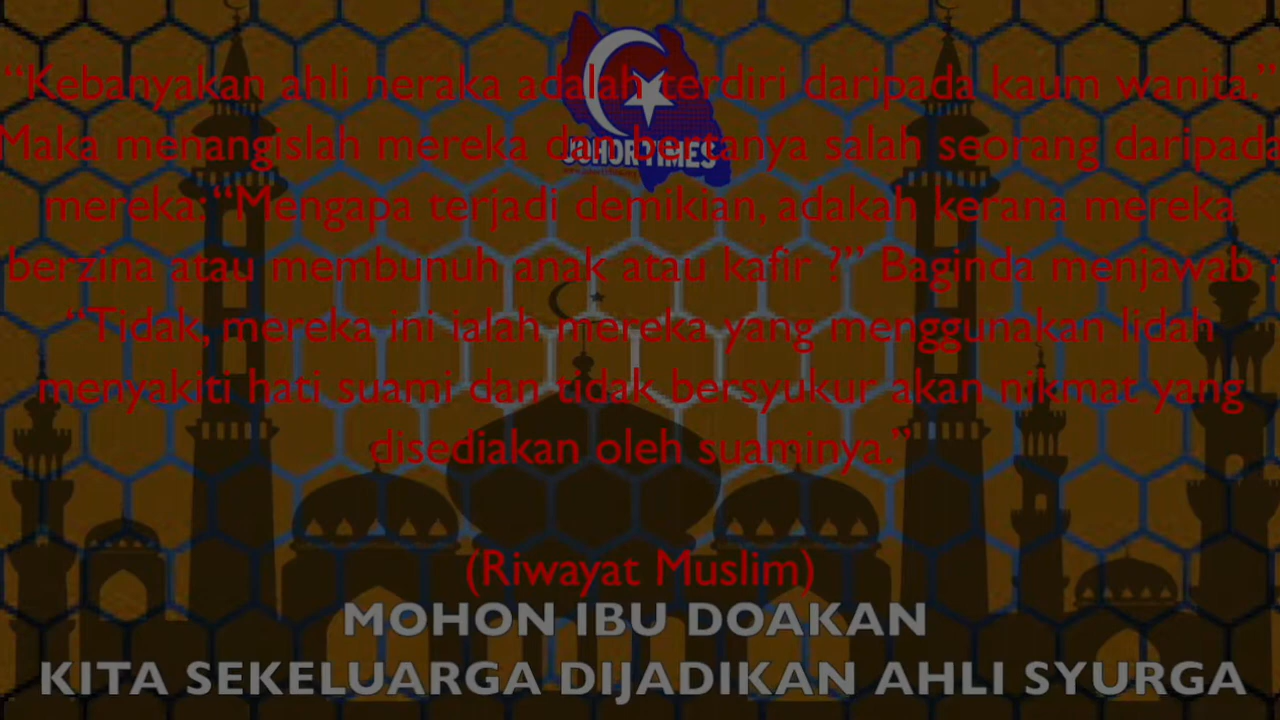 JOHORTIMES
“Kebanyakan ahli neraka adalah terdiri daripada kaum wanita.”
Maka menangislah mereka dan bertanya salah seorang daripada
mereka:“Mengapa terjadi demikian, adakah kerana mereka
berzina atau membunuh anak atau kafir ?” Baginda menjawab :
“Tidak, mereka ini ialah mereka yang menggunakan lidah
menyakiti hati suami dan tidak bersyukur akan nikmat yang
disediakan oleh suaminya.”
(Riwayat Muslim)
MOHON IBU DOAKAN
KITA SEKELUARGA DIJADIKAN AHLI SYURGA